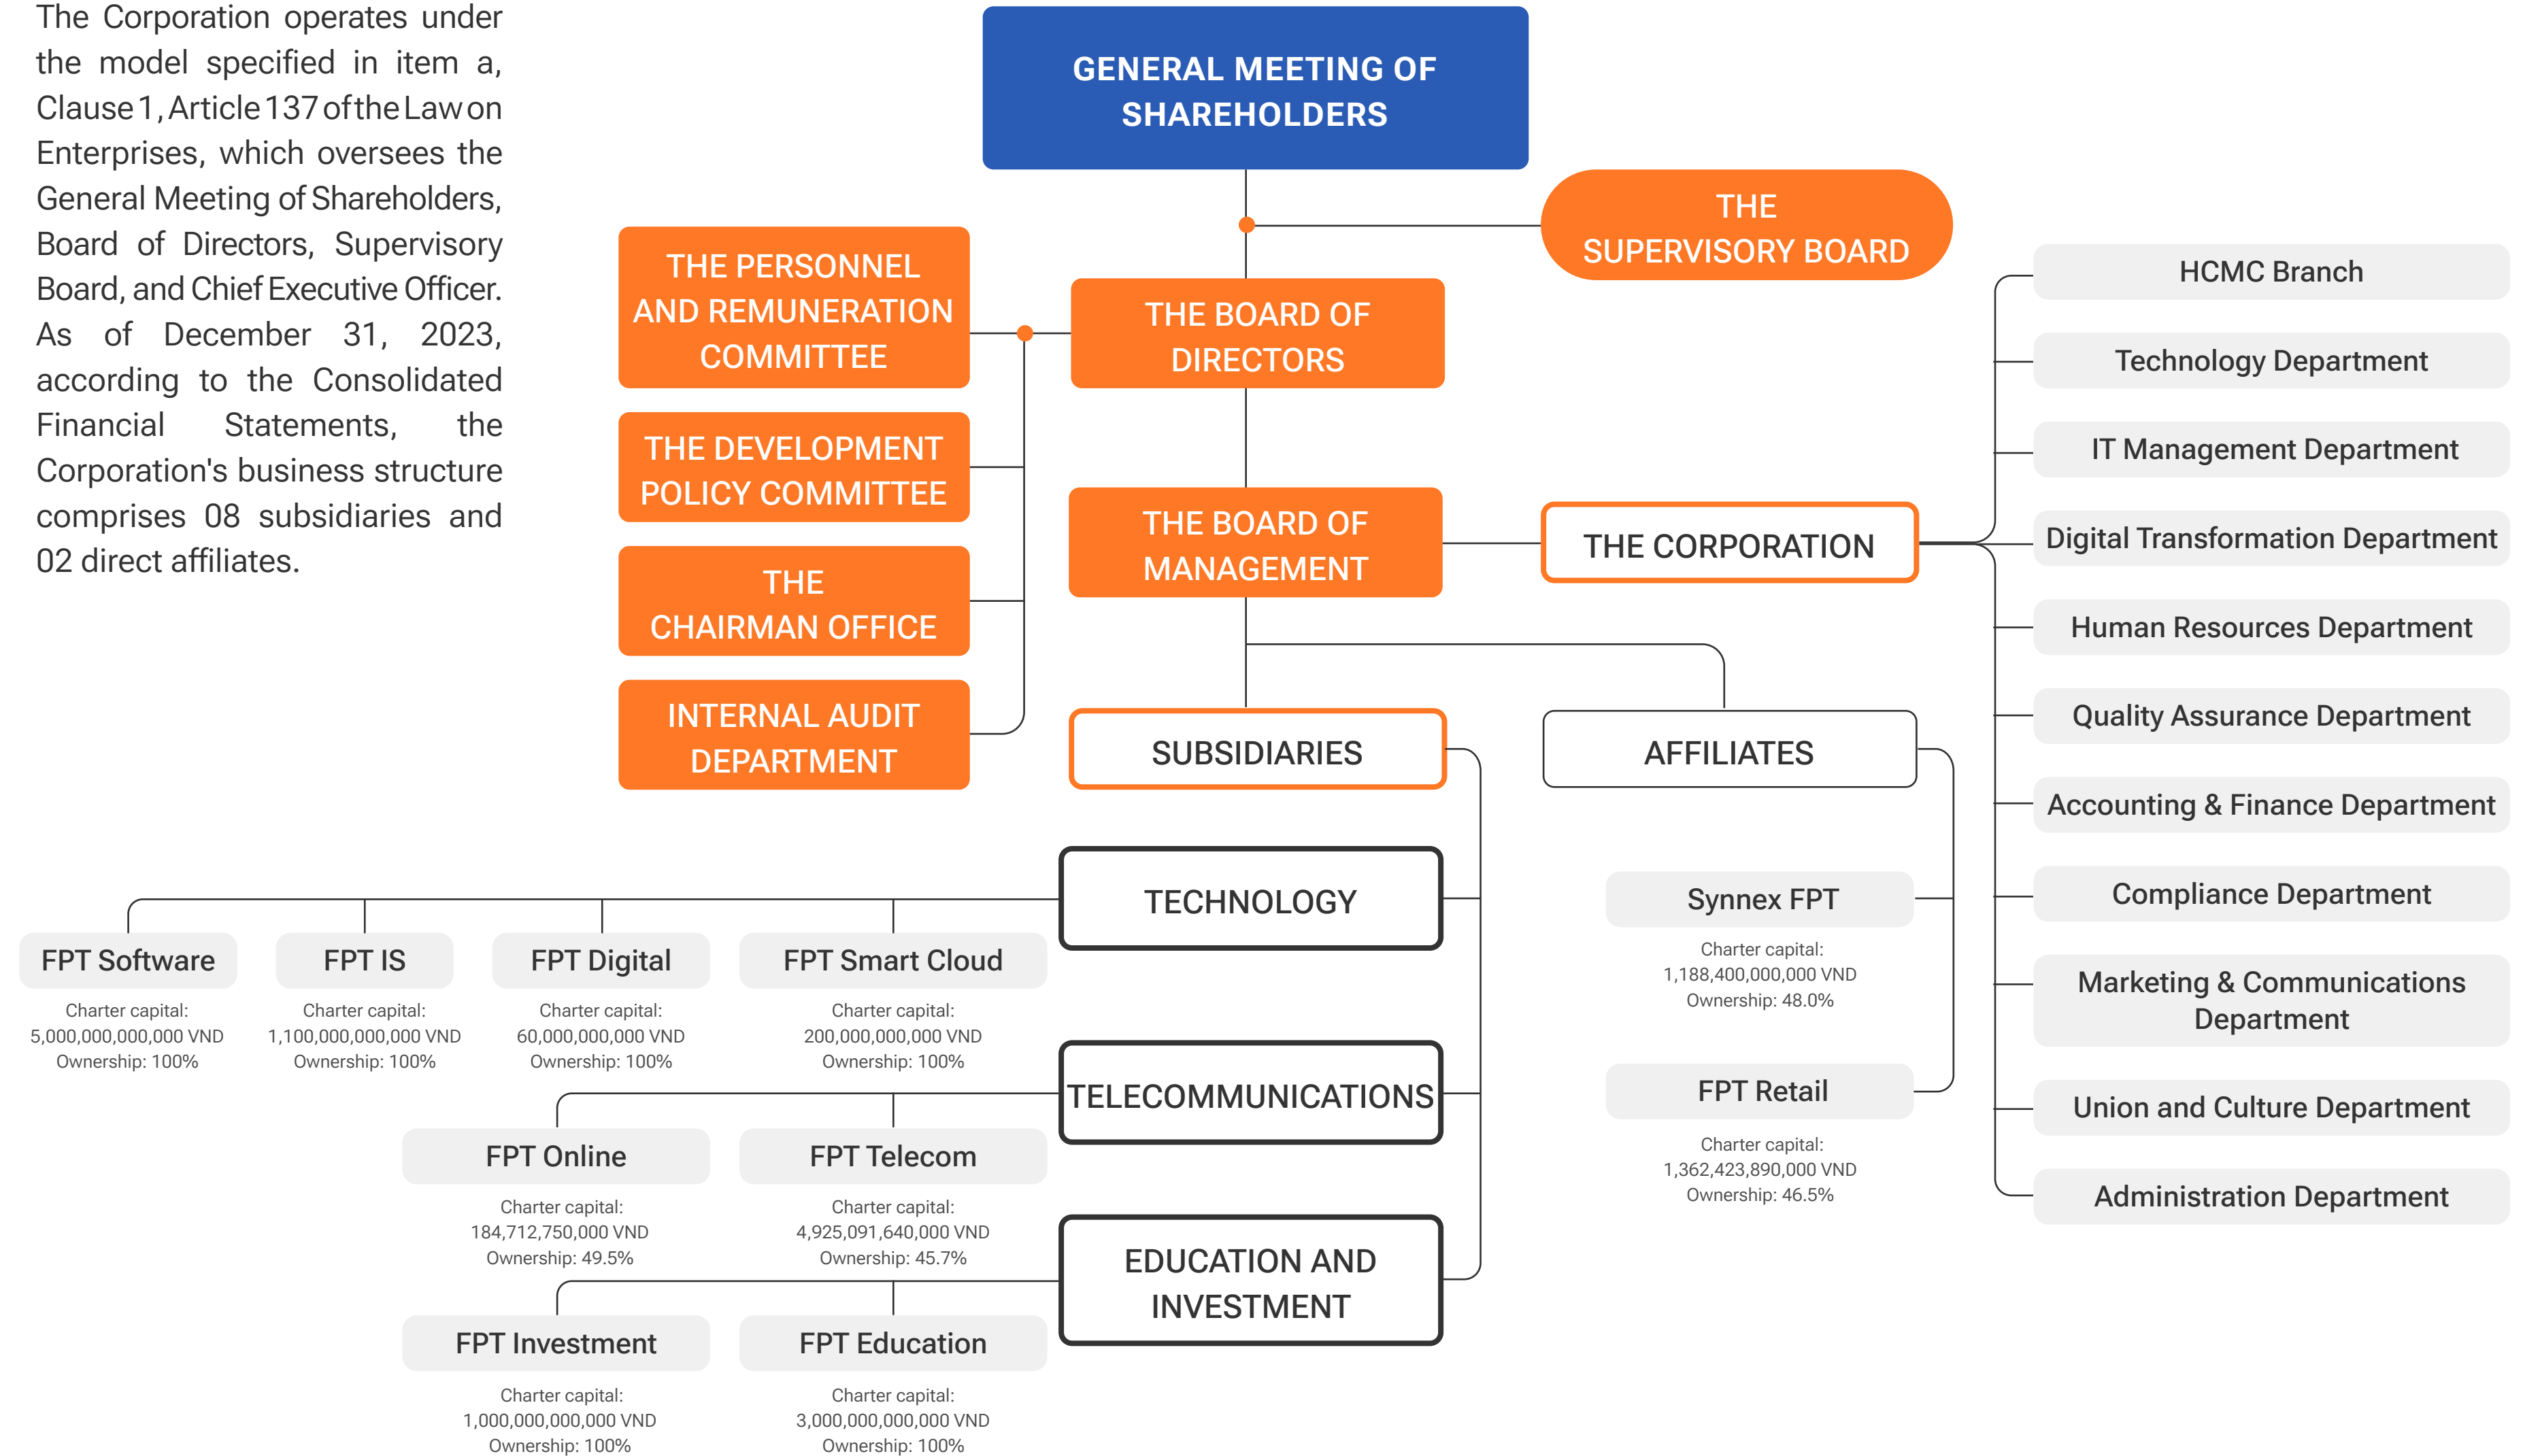 The Corporation operates under
the model specified in item a,
Clause 1, Article 137 of the Law on
Enterprises, which oversees the
General Meeting of Shareholders,
Board of Directors, Supervisory
Board, and Chief Executive Officer.
As of December 31, 2023,
according to the Consolidated
Financial Statements, the
Corporation's business structure
comprises 08 subsidiaries and
02 direct affiliates.
GENERAL MEETING OF
SHAREHOLDERS
THE
SUPERVISORY BOARD
THE BOARD OF
DIRECTORS
THE PERSONNEL
AND REMUNERATION
COMMITTEE
THE DEVELOPMENT
POLICY COMMITTEE
THE
CHAIRMAN OFFICE
INTERNAL AUDIT
DEPARTMENT
THE BOARD OF
MANAGEMENT
THE CORPORATION
HCMC Branch
Technology Department
IT Management Department
Digital Transformation Department
Human Resources Department
Quality Assurance Department
Accounting & Finance Department
Compliance Department
Marketing & Communications
Department
Union and Culture Department
Administration Department
SUBSIDIARIES
AFFILIATES
TECHNOLOGY
FPT Software
Charter capital:
5,000,000,000,000 VND
Ownership: 100%
FPT IS
Charter capital:
1,100,000,000,000 VND
Ownership: 100%
FPT Digital
Charter capital:
60,000,000,000 VND
Ownership: 100%
FPT Smart Cloud
Charter capital:
200,000,000,000 VND
Ownership: 100%
TELECOMMUNICATIONS
FPT Online
Charter capital:
184,712,750,000 VND
Ownership: 49.5%
FPT Telecom
Charter capital:
4,925,091,640,000 VND
Ownership: 45.7%
EDUCATION AND
INVESTMENT
FPT Investment
Charter capital:
1,000,000,000,000 VND
Ownership: 100%
FPT Education
Charter capital:
3,000,000,000,000 VND
Ownership: 100%
Synnex FPT
Charter capital:
1,188,400,000,000 VND
Ownership: 48.0%
FPT Retail
Charter capital:
1,362,423,890,000 VND
Ownership: 46.5%